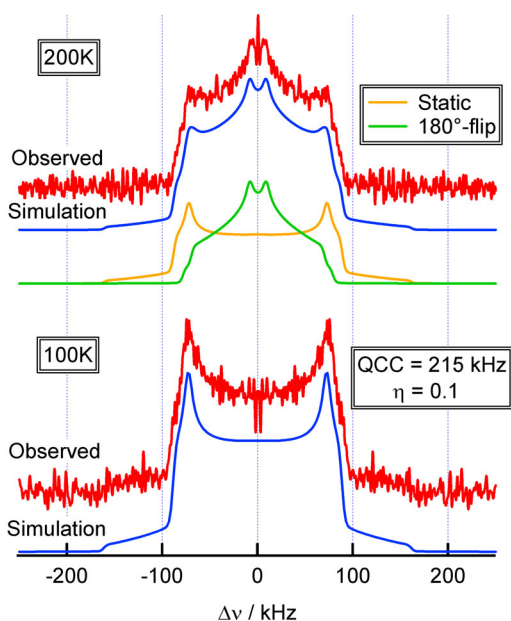 200K
Static
180°-flip
Observed
Simulation
100K
QCC = 215 kHz
η = 0.1
Observed
Simulation
-200 -100 0 100 200
Δν / kHz